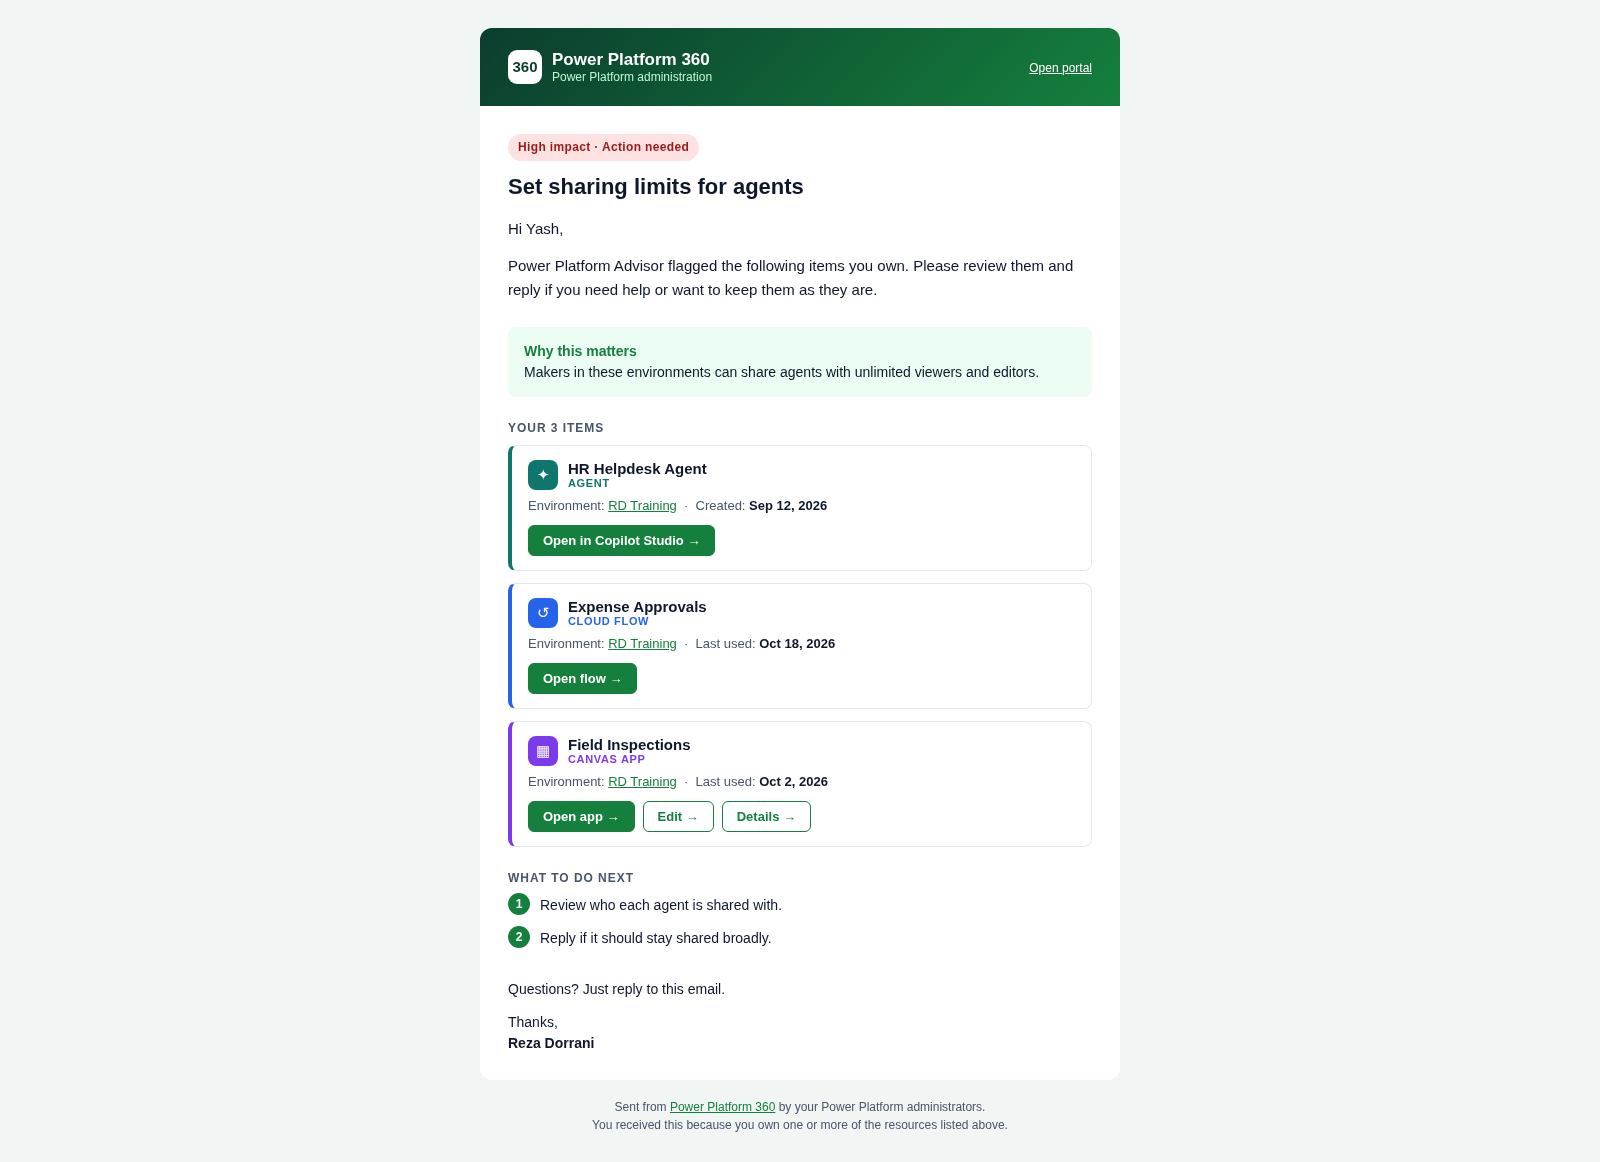 360
Power Platform 360
Power Platform administration
Open portal
High impact · Action needed
Set sharing limits for agents
Hi Yash,
Power Platform Advisor flagged the following items you own. Please review them and
reply if you need help or want to keep them as they are.
Why this matters
Makers in these environments can share agents with unlimited viewers and editors.
YOUR 3 ITEMS
HR Helpdesk Agent
AGENT
Environment: RD Training · Created: Sep 12, 2026
Open in Copilot Studio →
Expense Approvals
CLOUD FLOW
Environment: RD Training · Last used: Oct 18, 2026
Open flow →
Field Inspections
CANVAS APP
Environment: RD Training · Last used: Oct 2, 2026
Open app → Edit → Details →
WHAT TO DO NEXT
1 Review who each agent is shared with.
2 Reply if it should stay shared broadly.
Questions? Just reply to this email.
Thanks,
Reza Dorrani
Sent from Power Platform 360 by your Power Platform administrators.
You received this because you own one or more of the resources listed above.